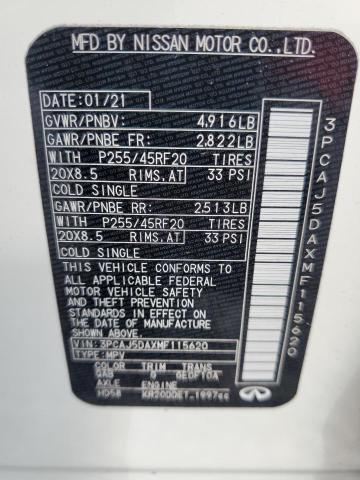 MFD BY NISSAN MOTOR CO., LTD.
DATE: 01/21
GVWR/PNBV: 4,916LB
GAWR/PNBE FR: 2,822LB
WITH P255/45RF20 TIRES
20X8.5 RIMS,AT 33 PSI
COLD SINGLE
GAWR/PNBE RR: 2,513LB
WITH P255/45RF20 TIRES
20X8.5 RIMS,AT 33 PSI
COLD SINGLE
THIS VEHICLE CONFORMS TO
ALL APPLICABLE FEDERAL
MOTOR VEHICLE SAFETY
AND THEFT PREVENTION
STANDARDS IN EFFECT ON THE
DATE OF MANUFACTURE
SHOWN ABOVE.
VIN: 3PCAJ5DAXMF115620
TYPE: MPV
COLOR TRIM TRANS
QAB G
AXLE ENGINE
HD58 KR20DDET-1997cc
3PCAJ5DAXMF115620